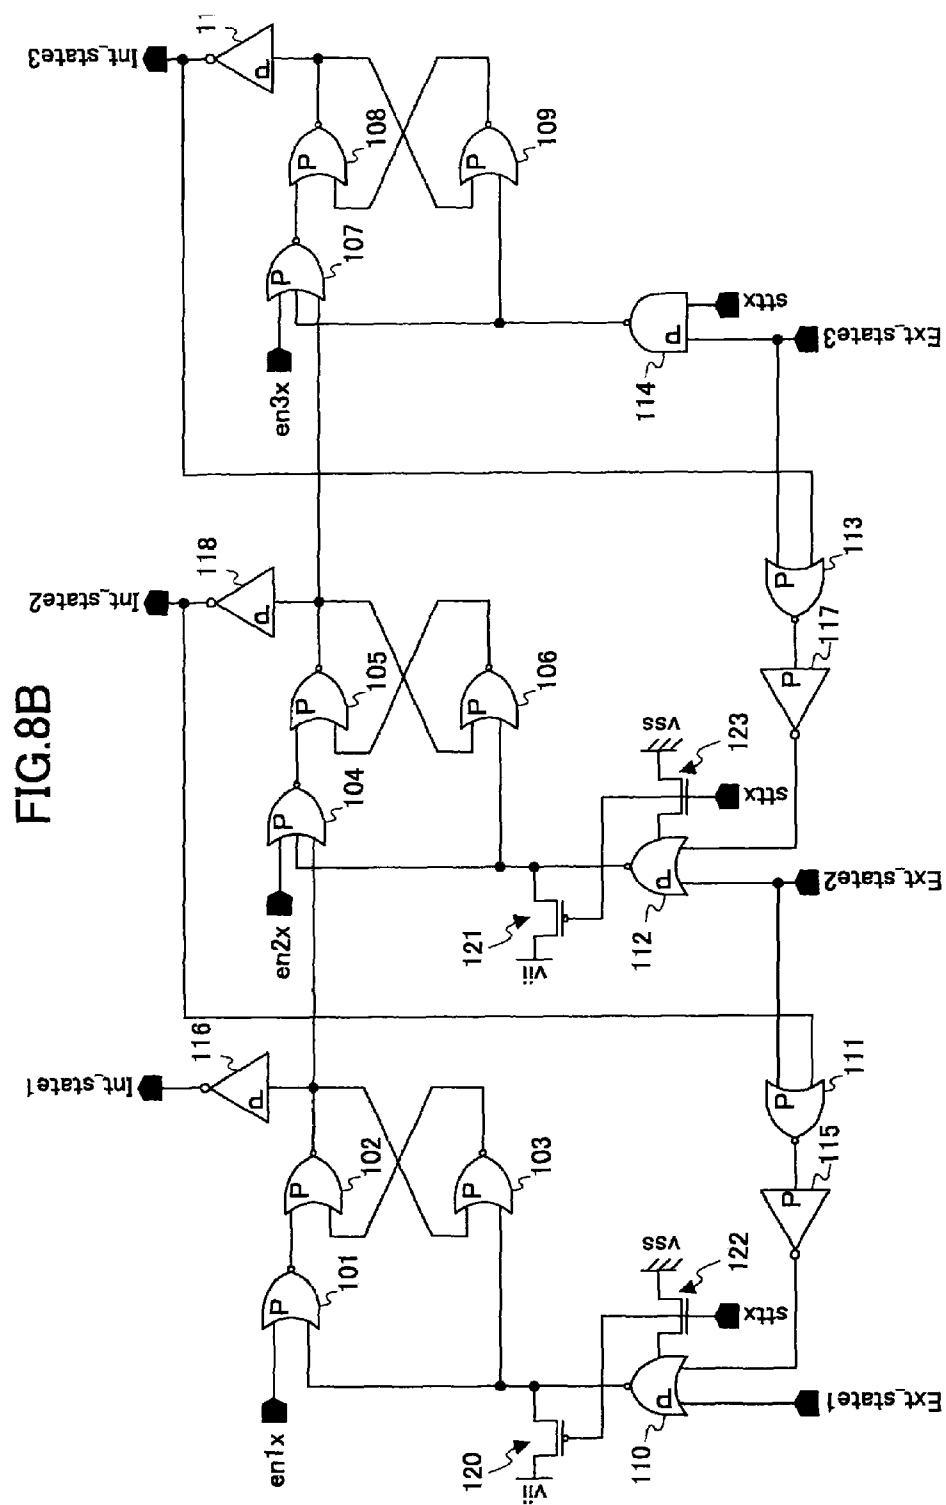 FIG.8B
en1x
P
101
P
102
Int_state1
P
116
P
103
vii
120
P
110
vss
122
sttx
Ext_state1
P
111
P
115
en2x
P
104
P
105
Int_state2
P
118
P
106
vii
121
P
112
vss
123
sttx
Ext_state2
P
113
P
117
en3x
P
107
P
108
Int_state3
P
11
P
109
P
114
sttx
Ext_state3